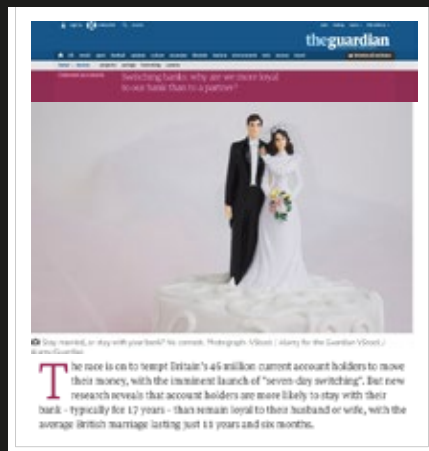 theguardian
Switching banks: why are we more loyal
to our bank than to a partner?
Stay married, or stay with your bank? No contest. Photograph: VStock / Alamy for the Guardian VStock /
Alamy/Guardian
The race is on to tempt Britain's 46 million current account holders to move
their money, with the imminent launch of "seven-day switching". But new
research reveals that account holders are more likely to stay with their
bank - typically for 17 years - than remain loyal to their husband or wife, with the
average British marriage lasting just 11 years and six months.